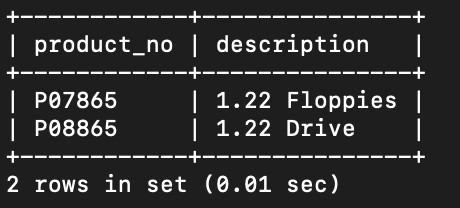 +------------+---------------+
| product_no | description   |
+------------+---------------+
| P07865     | 1.22 Floppies |
| P08865     | 1.22 Drive    |
+------------+---------------+
2 rows in set (0.01 sec)